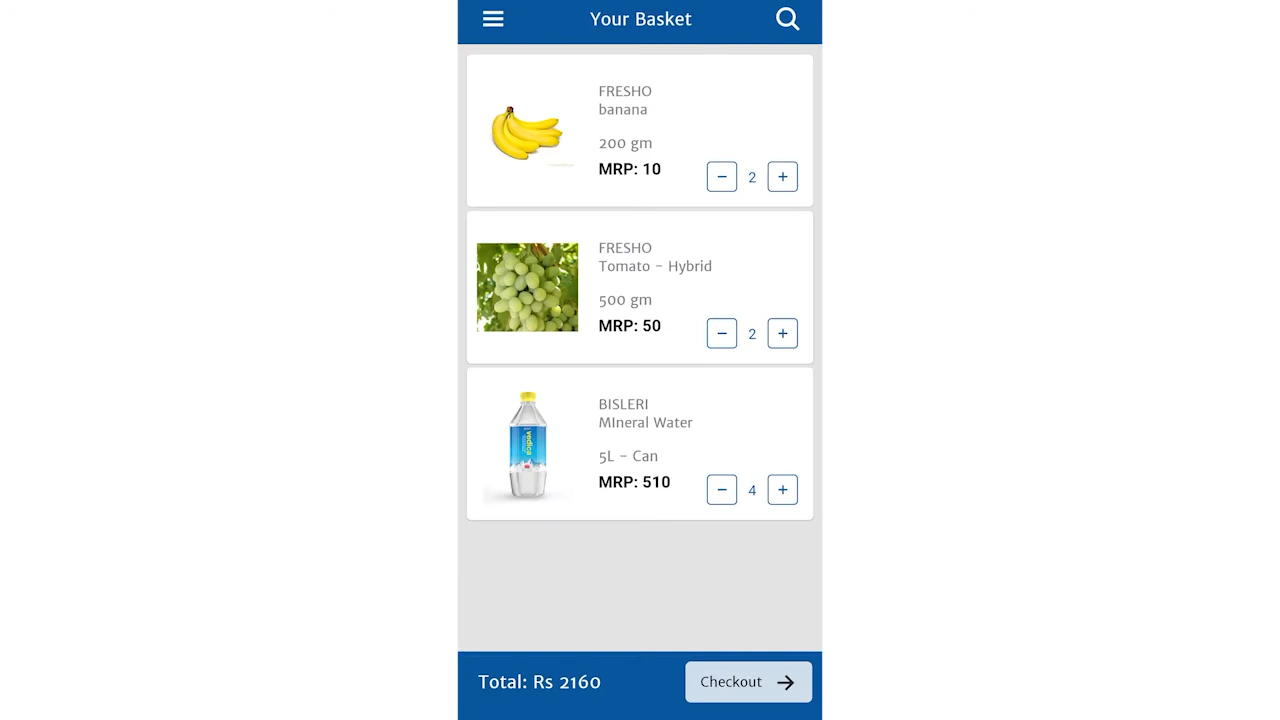 Your Basket
FRESHO
banana
200 gm
MRP: 10
− 2 +
FRESHO
Tomato - Hybrid
500 gm
MRP: 50
− 2 +
vedica
BISLERI
MIneral Water
5L - Can
MRP: 510
− 4 +
Total: Rs 2160
Checkout →